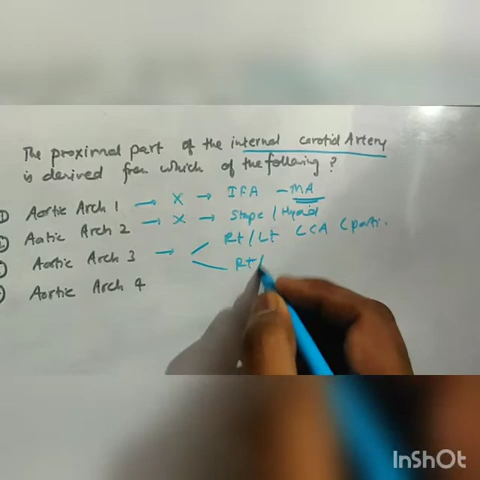 The proximal part of the internal carotid Artery
is derived from which of the following?
Aortic Arch 1 → X → IFA - MA
Aatic Arch 2 → X → Stape / Hyoid
Aortic Arch 3 → Rt / Lt CCA (parti.
Rt/
Aortic Arch 4
InShOt